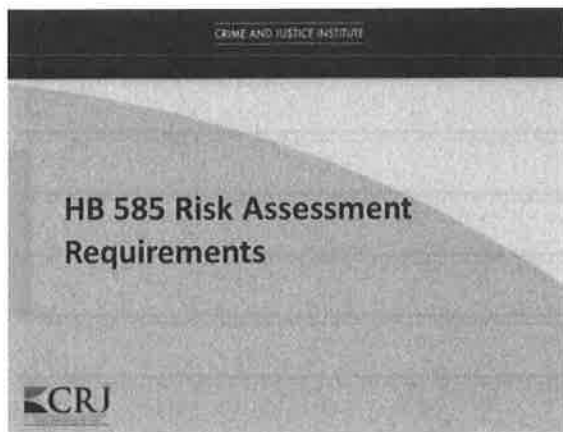 CRIME AND JUSTICE INSTITUTE
HB 585 Risk Assessment
Requirements
CRJ